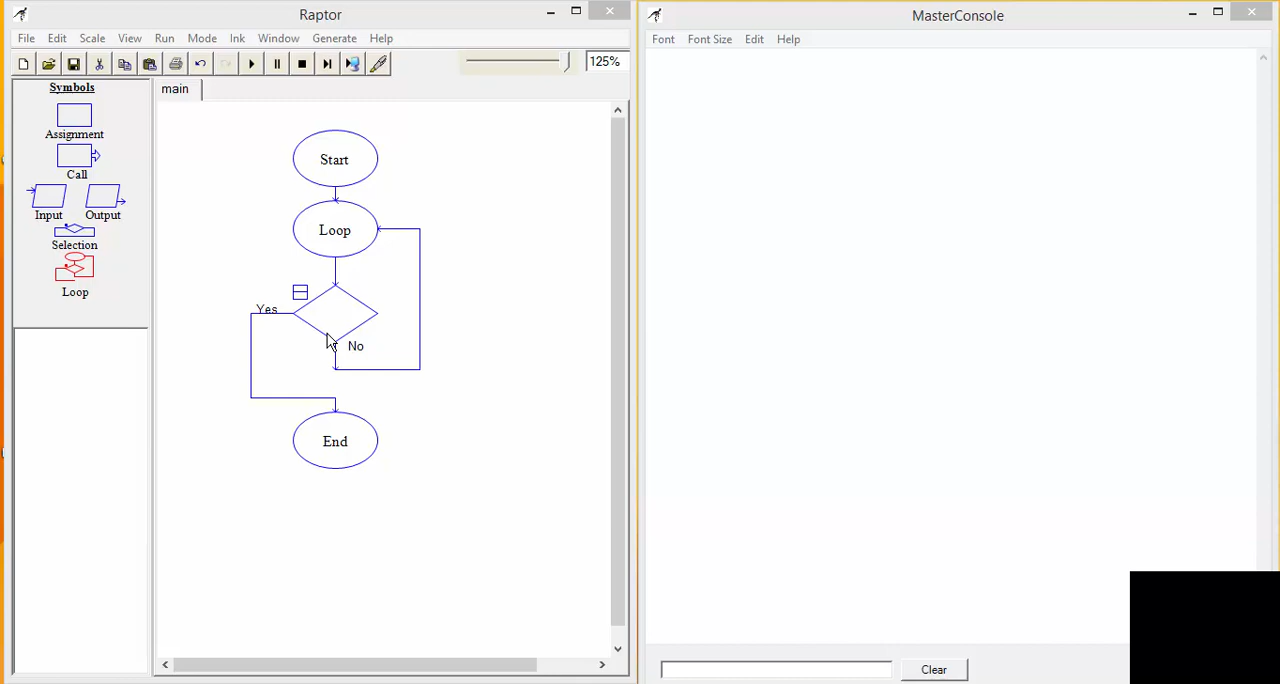 Raptor
File Edit Scale View Run Mode Ink Window Generate Help
125%
Symbols
Assignment
Call
Input Output
Selection
Loop
main
Start
Loop
Yes
No
End
MasterConsole
Font Font Size Edit Help
Clear